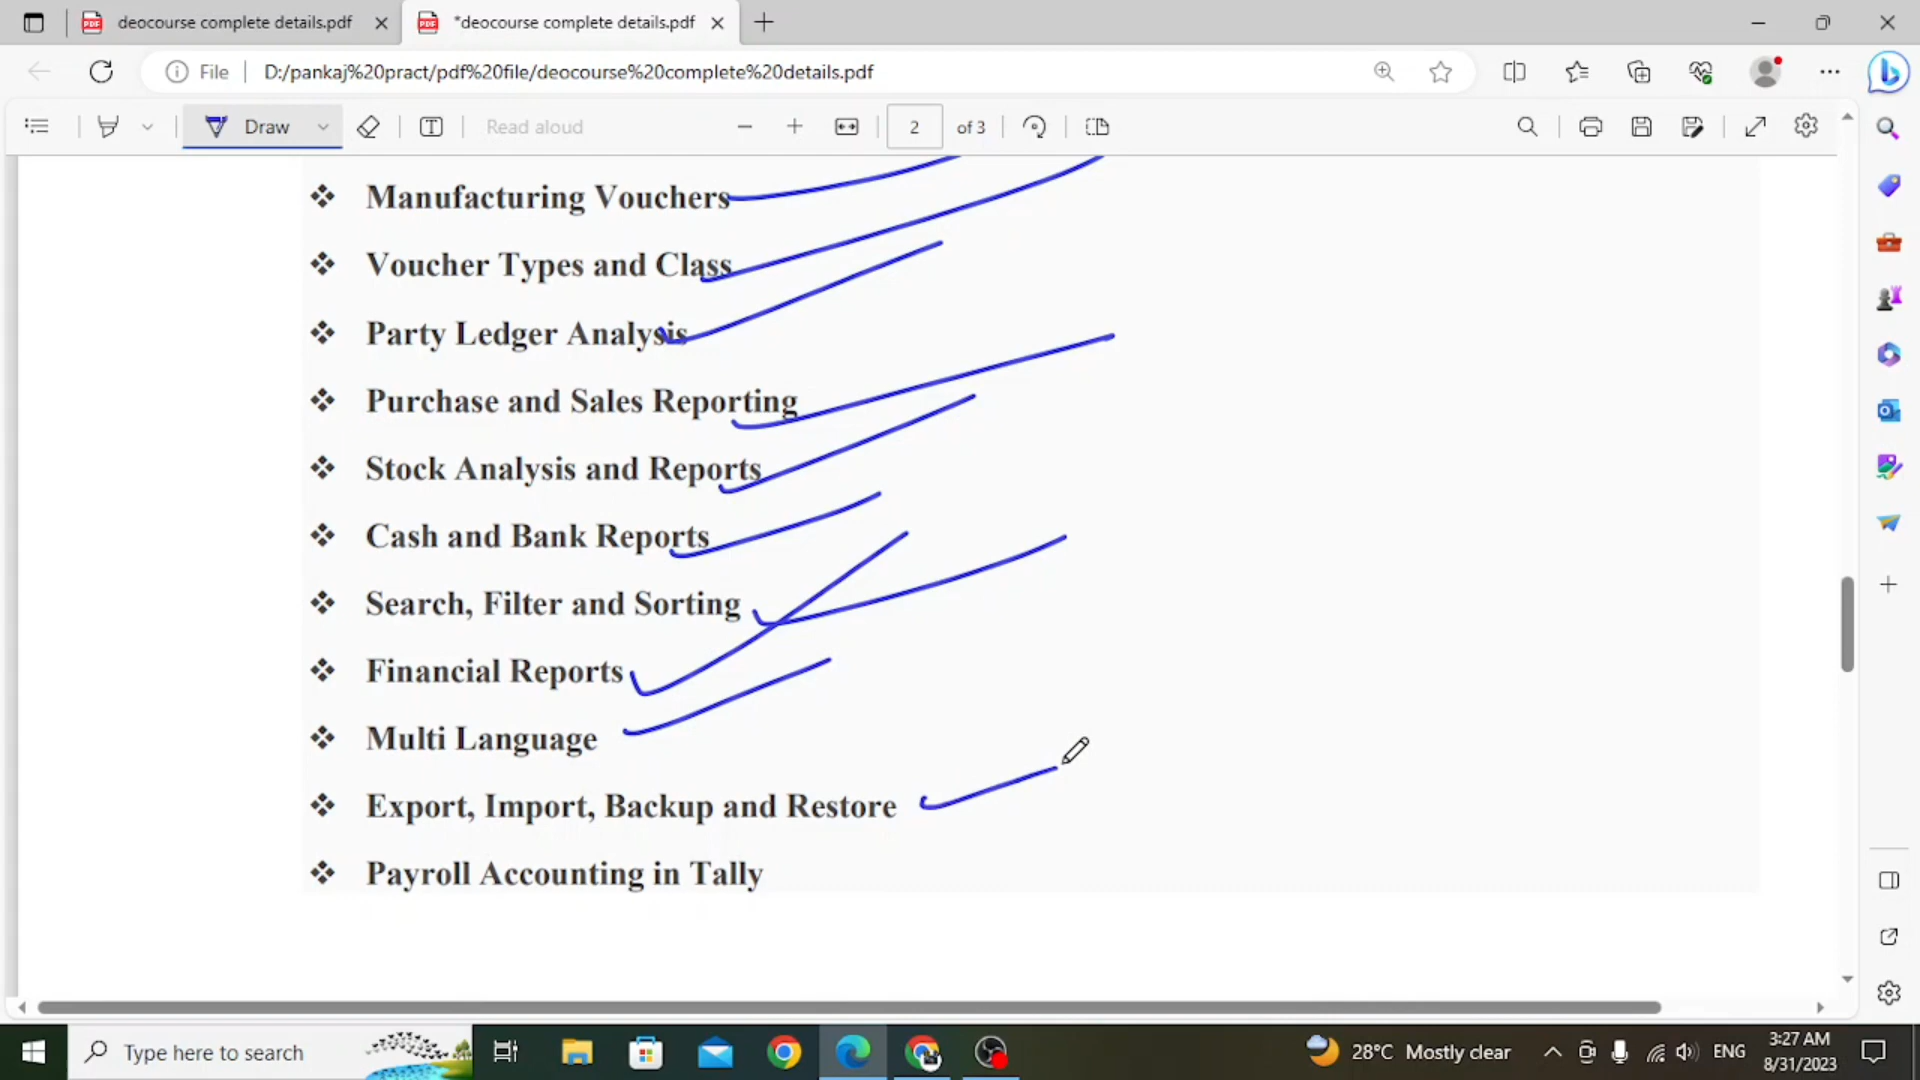 deocourse complete details.pdf
*deocourse complete details.pdf
File
D:/pankaj%20pract/pdf%20file/deocourse%20complete%20details.pdf
Draw
Read aloud
2
of 3
❖ Manufacturing Vouchers
❖ Voucher Types and Class
❖ Party Ledger Analysis
❖ Purchase and Sales Reporting
❖ Stock Analysis and Reports
❖ Cash and Bank Reports
❖ Search, Filter and Sorting
❖ Financial Reports
❖ Multi Language
❖ Export, Import, Backup and Restore
❖ Payroll Accounting in Tally
Type here to search
28°C Mostly clear
ENG
3:27 AM
8/31/2023